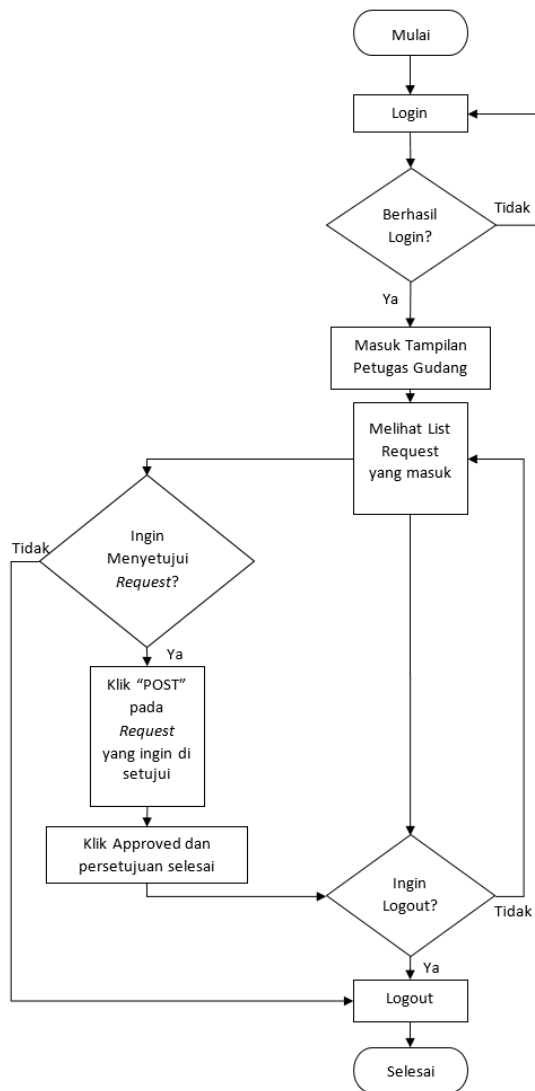 Mulai
Login
Berhasil
Login?
Tidak
Ya
Masuk Tampilan
Petugas Gudang
Melihat List
Request
yang masuk
Ingin
Menyetujui
Request?
Tidak
Ya
Klik “POST”
pada
Request
yang ingin di
setujui
Klik Approved dan
persetujuan selesai
Ingin
Logout?
Tidak
Ya
Logout
Selesai